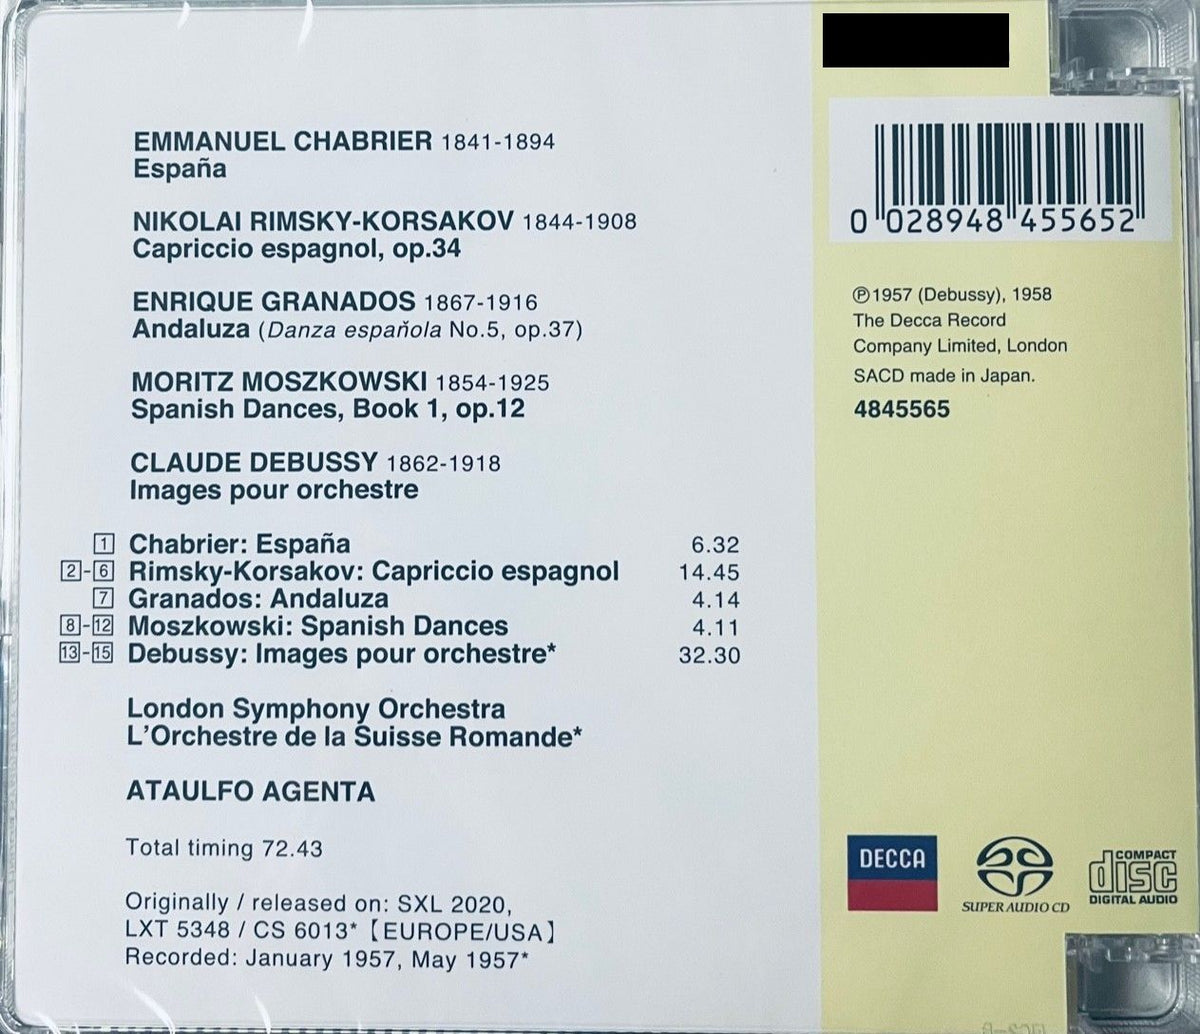 EMMANUEL CHABRIER 1841-1894
España
NIKOLAI RIMSKY-KORSAKOV 1844-1908
Capriccio espagnol, op.34
ENRIQUE GRANADOS 1867-1916
Andaluza (Danza española No.5, op.37)
MORITZ MOSZKOWSKI 1854-1925
Spanish Dances, Book 1, op.12
CLAUDE DEBUSSY 1862-1918
Images pour orchestre
1 Chabrier: España 6.32
2-6 Rimsky-Korsakov: Capriccio espagnol 14.45
7 Granados: Andaluza 4.14
8-12 Moszkowski: Spanish Dances 4.11
13-15 Debussy: Images pour orchestre* 32.30
London Symphony Orchestra
L'Orchestre de la Suisse Romande*
ATAULFO AGENTA
Total timing 72.43
Originally / released on: SXL 2020,
LXT 5348 / CS 6013*【EUROPE/USA】
Recorded: January 1957, May 1957*
0 028948 455652
℗1957 (Debussy), 1958
The Decca Record
Company Limited, London
SACD made in Japan.
4845565
DECCA
SUPER AUDIO CD
COMPACT
disc
DIGITAL AUDIO